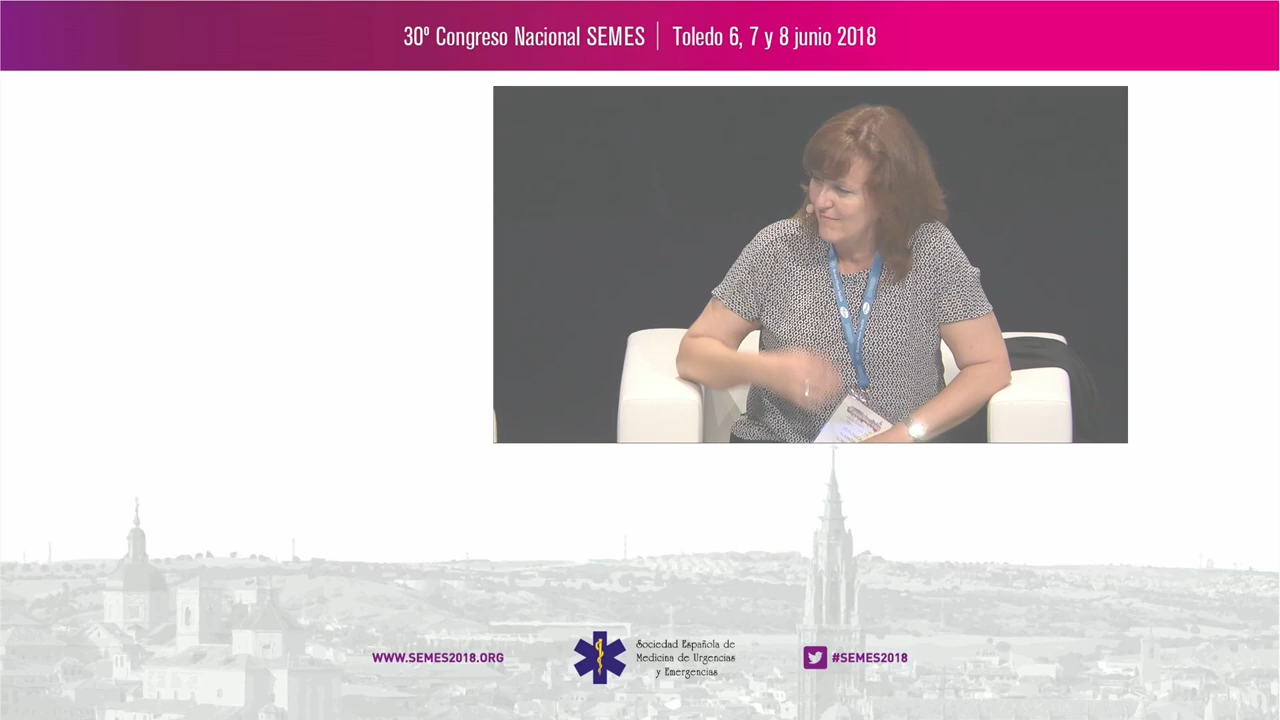 30º Congreso Nacional SEMES | Toledo 6, 7 y 8 junio 2018
WWW.SEMES2018.ORG
Sociedad Española de
Medicina de Urgencias
y Emergencias
#SEMES2018